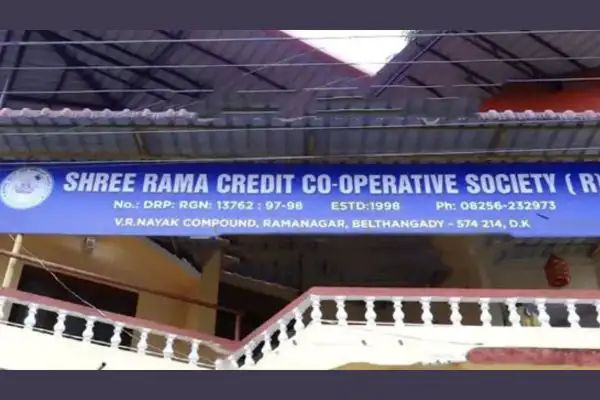 SHREE RAMA CREDIT CO-OPERATIVE SOCIETY ( R
No.: DRP: RGN: 13762 : 97-98 ESTD:1998 Ph: 08256-232973
V.R.NAYAK COMPOUND, RAMANAGAR, BELTHANGADY - 574 214, D.K